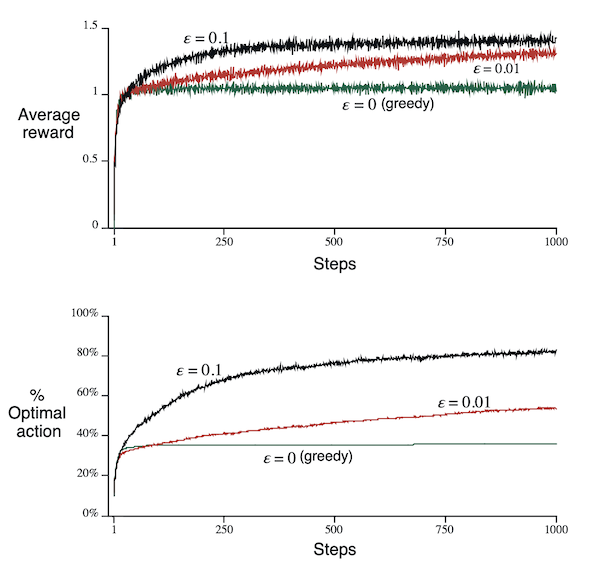 1.5
ε = 0.1
ε = 0.01
1
ε = 0 (greedy)
Average
reward
0.5
0
1
250
500
750
1000
Steps
100%
80%
ε = 0.1
60%
ε = 0.01
%
Optimal
action
40%
ε = 0 (greedy)
20%
0%
1
250
500
750
1000
Steps